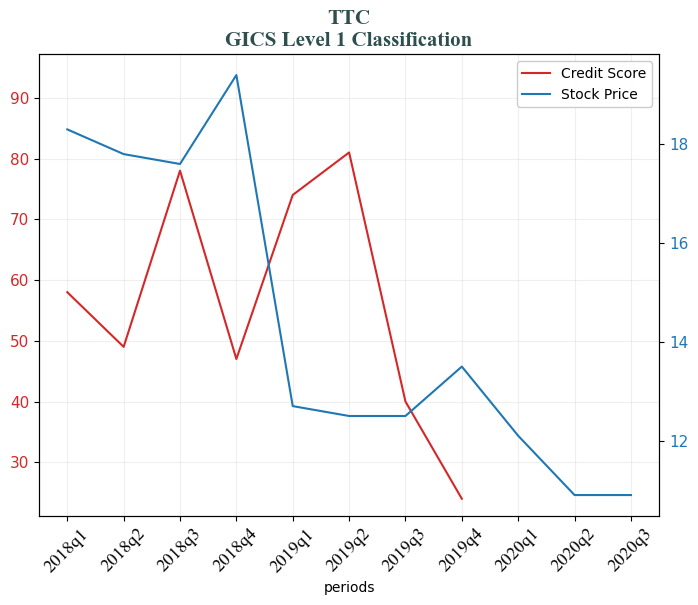 TTC
GICS Level 1 Classification
Credit Score
Stock Price
90
80
70
60
50
40
30
18
16
14
12
2018q1
2018q2
2018q3
2018q4
2019q1
2019q2
2019q3
2019q4
2020q1
2020q2
2020q3
periods